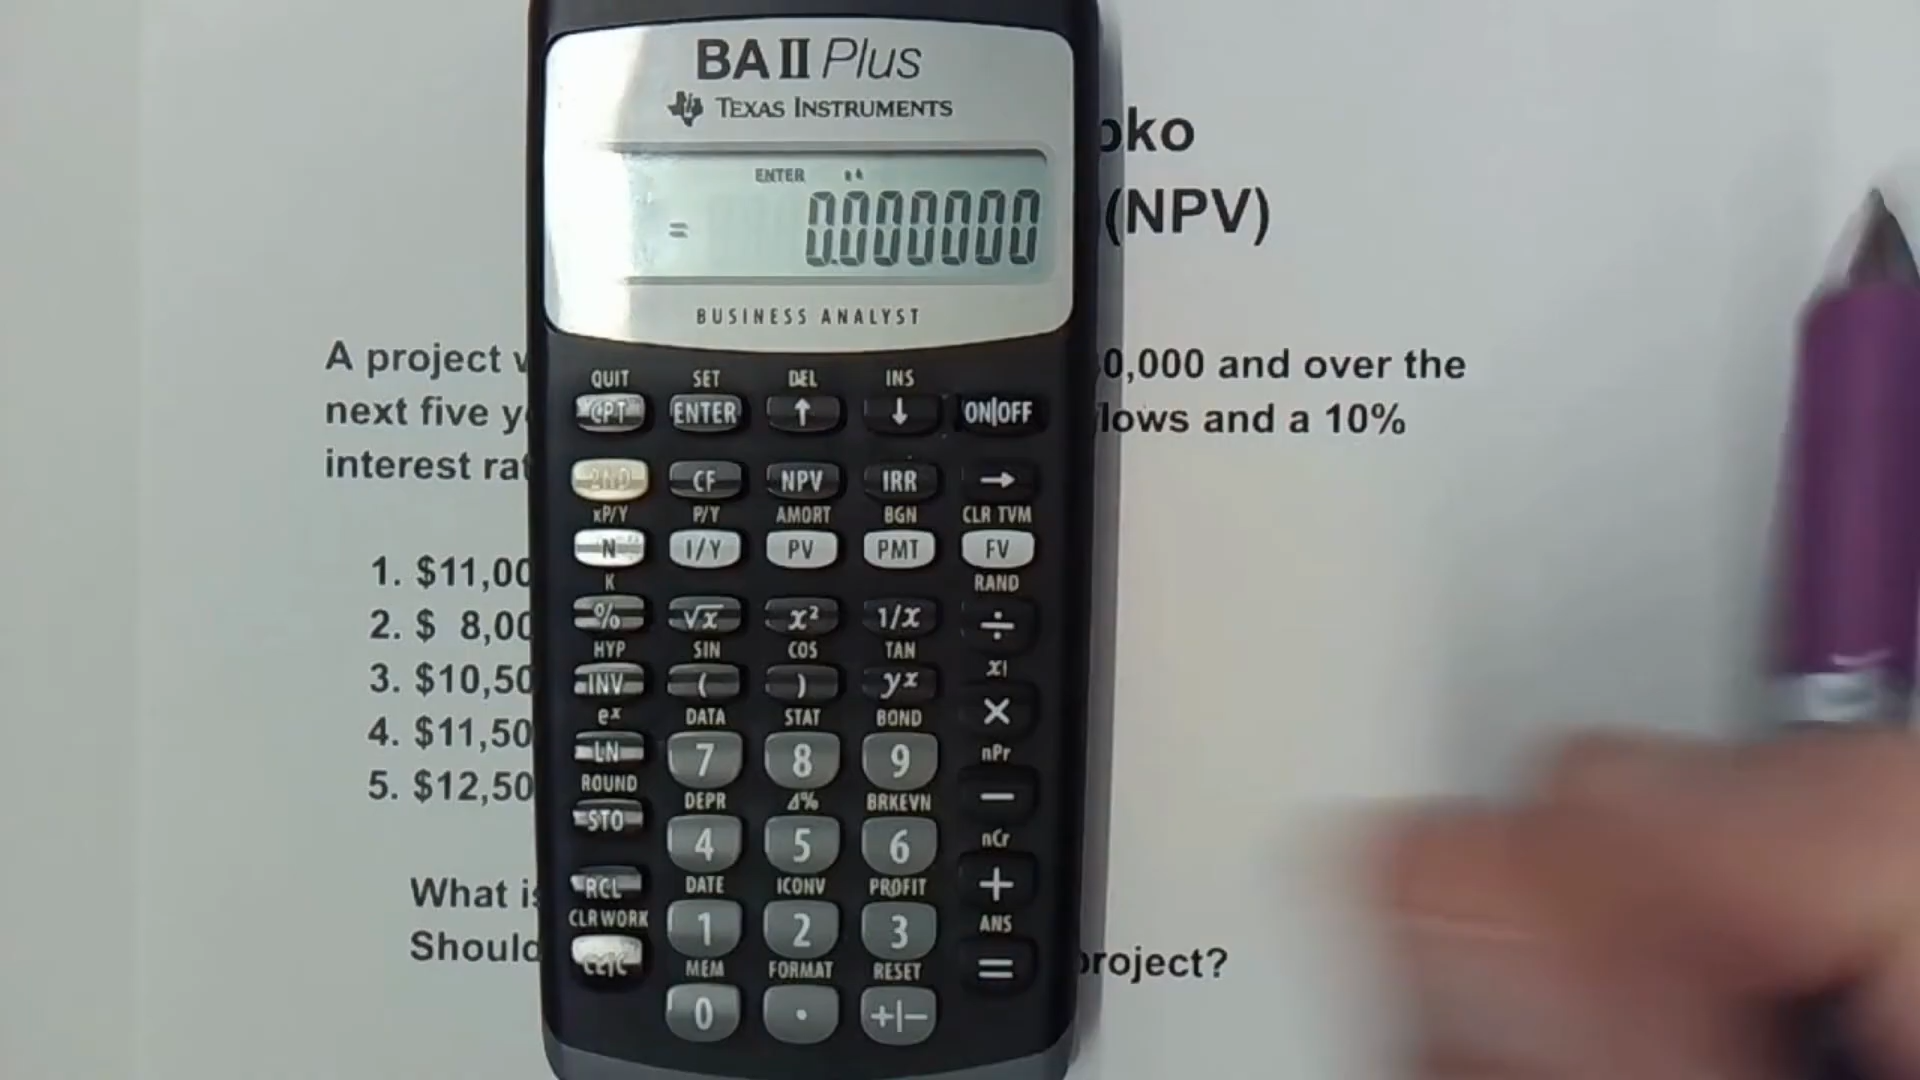 BA II Plus
TEXAS INSTRUMENTS
oko
ENTER
(NPV)
= 0.000000
BUSINESS ANALYST
A project w 0,000 and over the
next five y lows and a 10%
interest rat
QUIT SET DEL INS
CPT ENTER ↑ ↓ ON|OFF
2ND CF NPV IRR →
xP/Y P/Y AMORT BGN CLR TVM
N I/Y PV PMT FV
K RAND
% √x x² 1/x ÷
HYP SIN COS TAN x!
INV ( ) yˣ ×
eˣ DATA STAT BOND nPr
LN 7 8 9 −
ROUND DEPR Δ% BRKEVN nCr
STO 4 5 6 +
DATE ICONV PROFIT ANS
RCL 1 2 3 =
CLR WORK MEM FORMAT RESET
CE|C 0 . +|−
1. $11,00
2. $ 8,00
3. $10,50
4. $11,50
5. $12,50
What is
Should project?